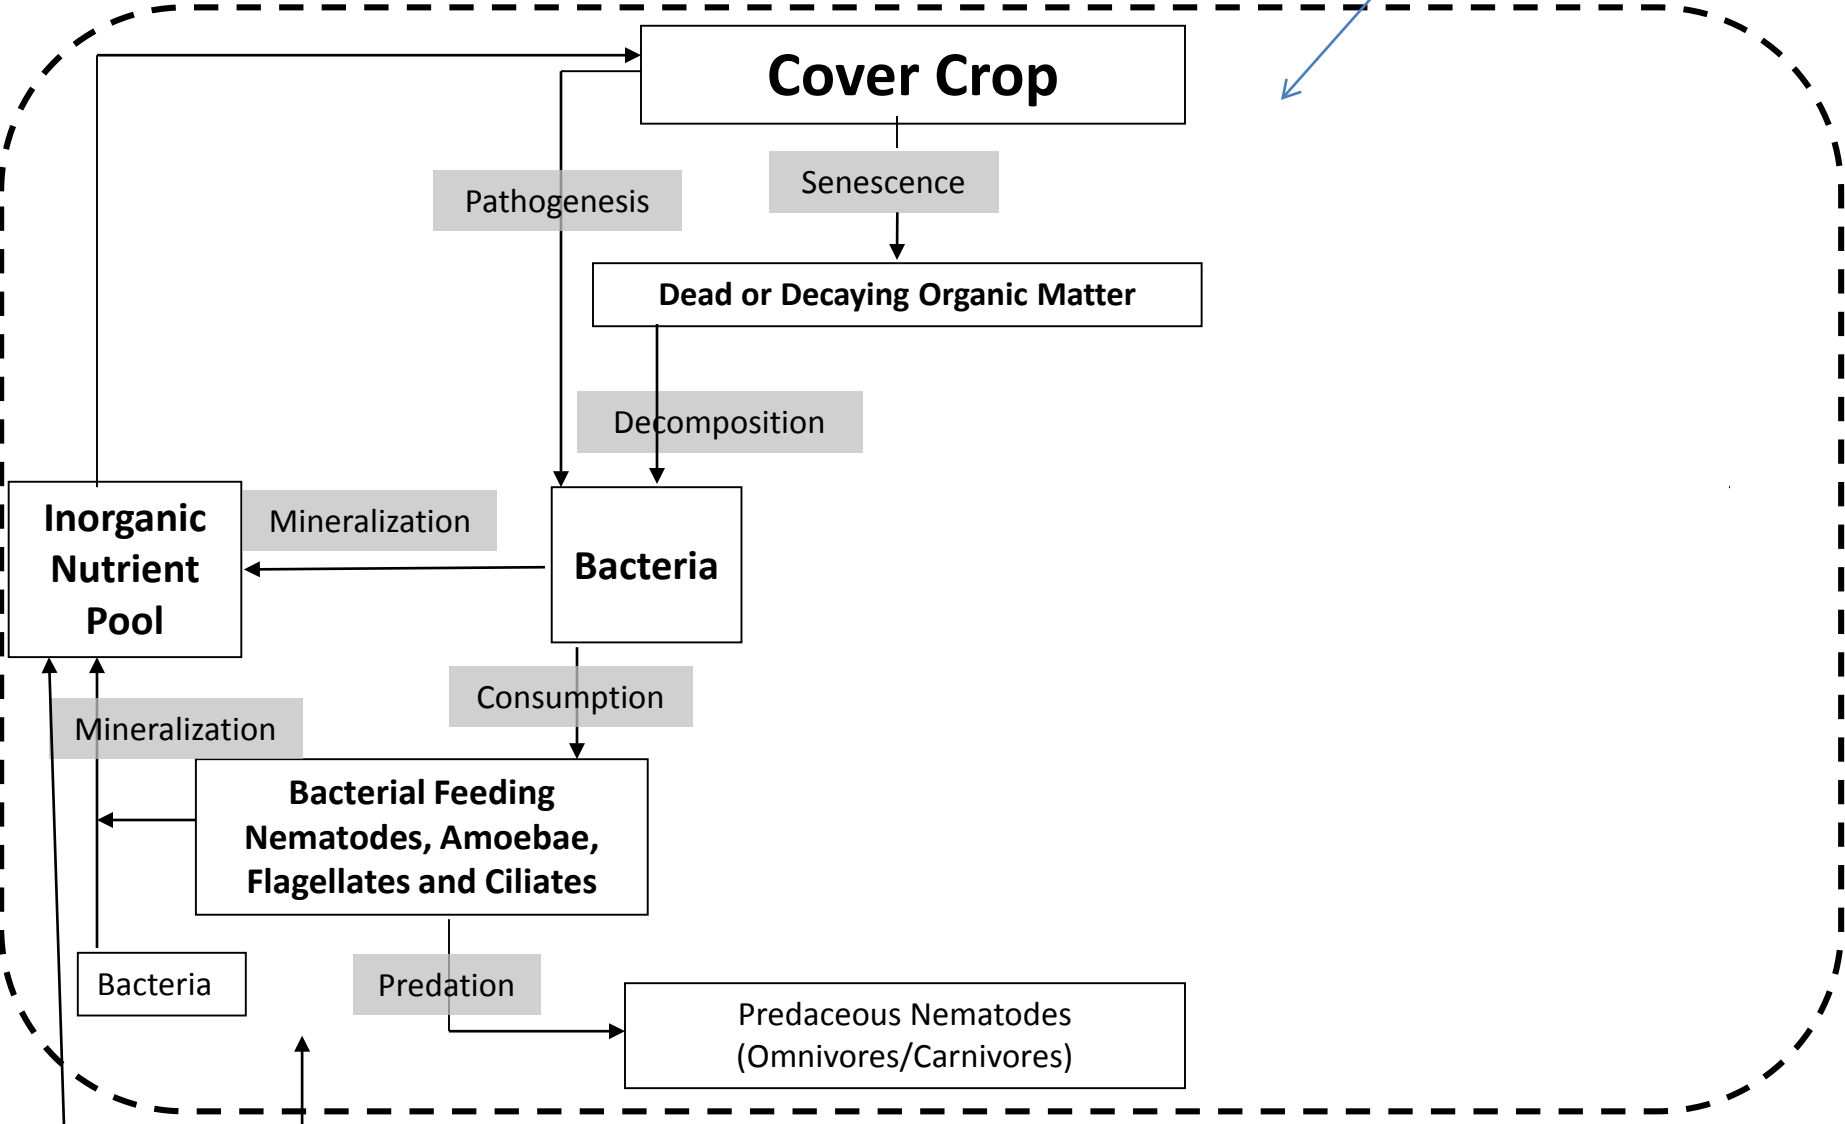 Cover Crop
Senescence
Pathogenesis
Dead or Decaying Organic Matter
Decomposition
Inorganic
Nutrient
Pool
Mineralization
Bacteria
Consumption
Mineralization
Bacterial Feeding
Nematodes, Amoebae,
Flagellates and Ciliates
Bacteria
Predation
Predaceous Nematodes
(Omnivores/Carnivores)